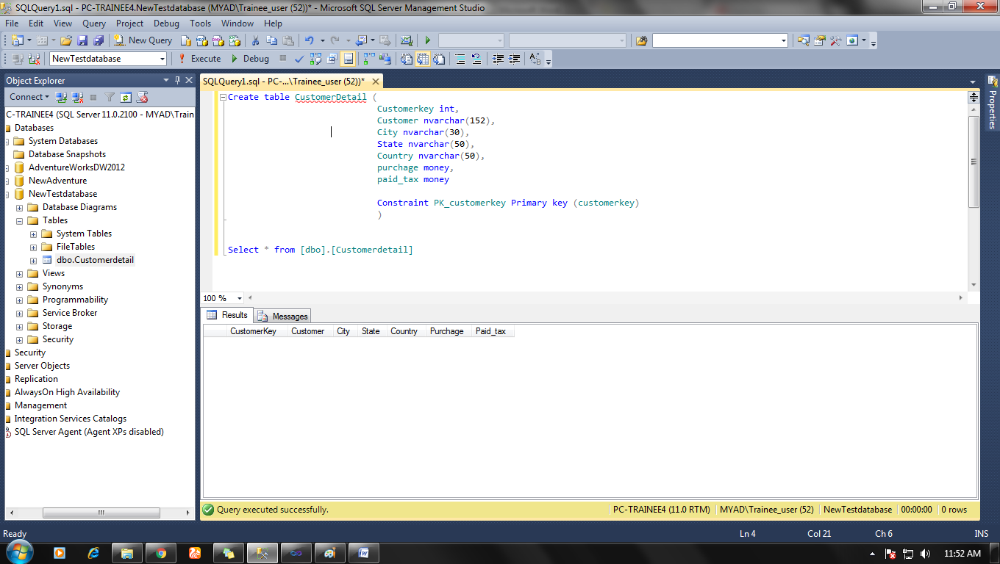 SQLQuery1.sql - PC-TRAINEE4.NewTestdatabase (MYAD\Trainee_user (52))* - Microsoft SQL Server Management Studio
File Edit View Query Project Debug Tools Window Help
New Query
NewTestdatabase Execute Debug
Object Explorer
Connect
C-TRAINEE4 (SQL Server 11.0.2100 - MYAD\Train
Databases
System Databases
Database Snapshots
AdventureWorksDW2012
NewAdventure
NewTestdatabase
Database Diagrams
Tables
System Tables
FileTables
dbo.Customerdetail
Views
Synonyms
Programmability
Service Broker
Storage
Security
Security
Server Objects
Replication
AlwaysOn High Availability
Management
Integration Services Catalogs
SQL Server Agent (Agent XPs disabled)
SQLQuery1.sql - PC-...\Trainee_user (52))*
Create table CustomerDetail (
Customerkey int,
Customer nvarchar(152),
City nvarchar(30),
State nvarchar(50),
Country nvarchar(50),
purchage money,
paid_tax money
Constraint PK_customerkey Primary key (customerkey)
)
Select * from [dbo].[Customerdetail]
100 %
Results Messages
CustomerKey Customer City State Country Purchage Paid_tax
Query executed successfully. PC-TRAINEE4 (11.0 RTM) MYAD\Trainee_user (52) NewTestdatabase 00:00:00 0 rows
Properties
Ready Ln 4 Col 21 Ch 6 INS
11:52 AM